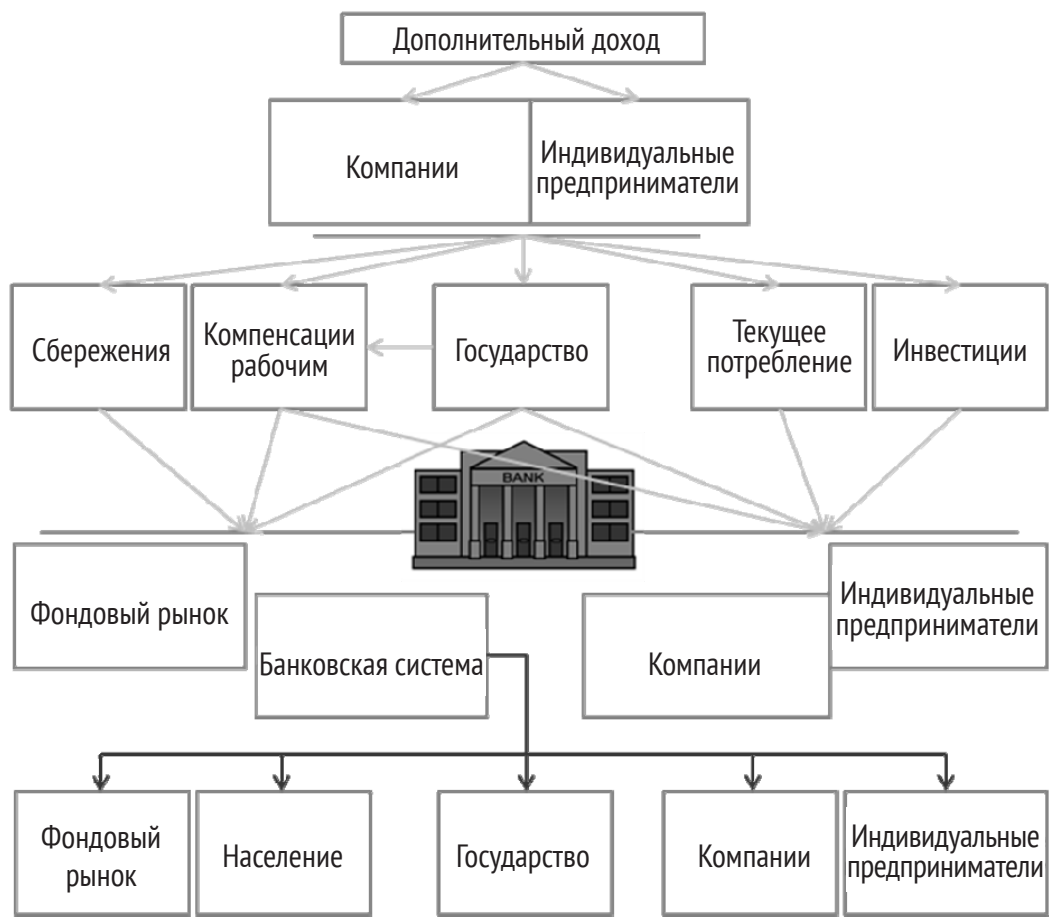 Дополнительный доход
Компании
Индивидуальные
предприниматели
Сбережения
Компенсации
рабочим
Государство
Текущее
потребление
Инвестиции
BANK
Фондовый рынок
Банковская система
Компании
Индивидуальные
предприниматели
Фондовый
рынок
Население
Государство
Компании
Индивидуальные
предприниматели